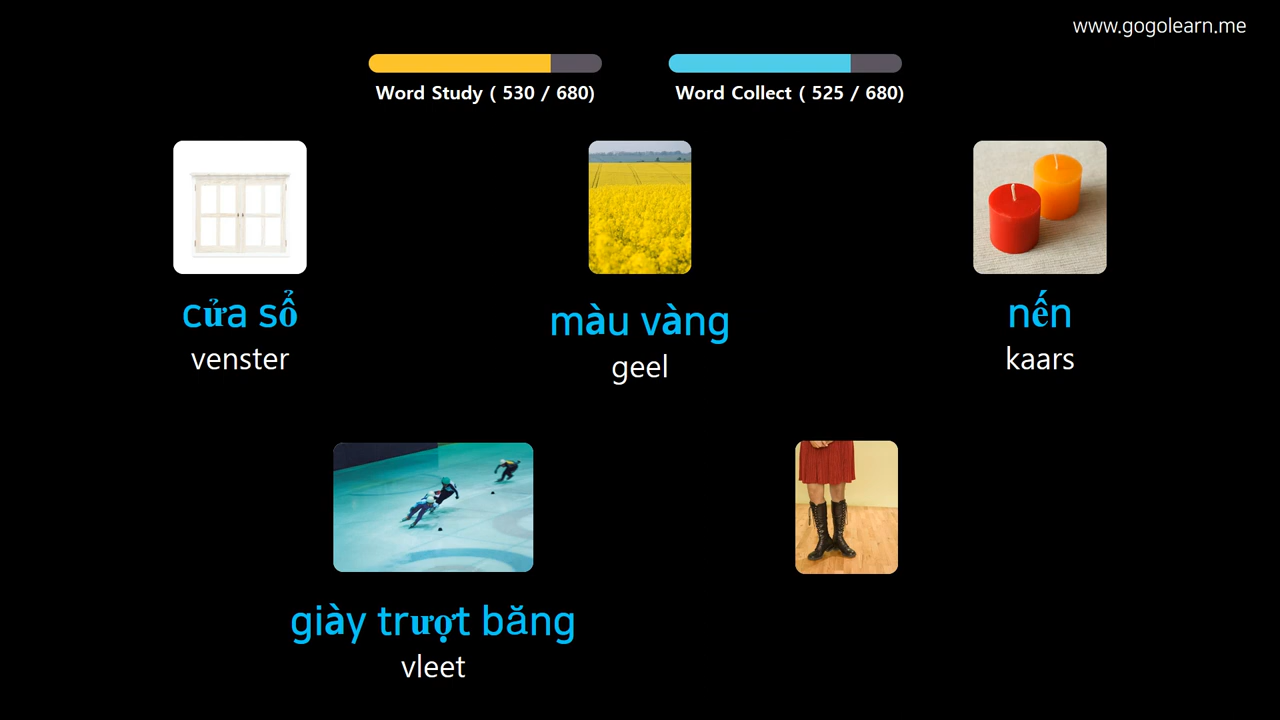 www.gogolearn.me
Word Study ( 530 / 680)
Word Collect ( 525 / 680)
cửa sổ
venster
màu vàng
geel
nến
kaars
giày trượt băng
vleet